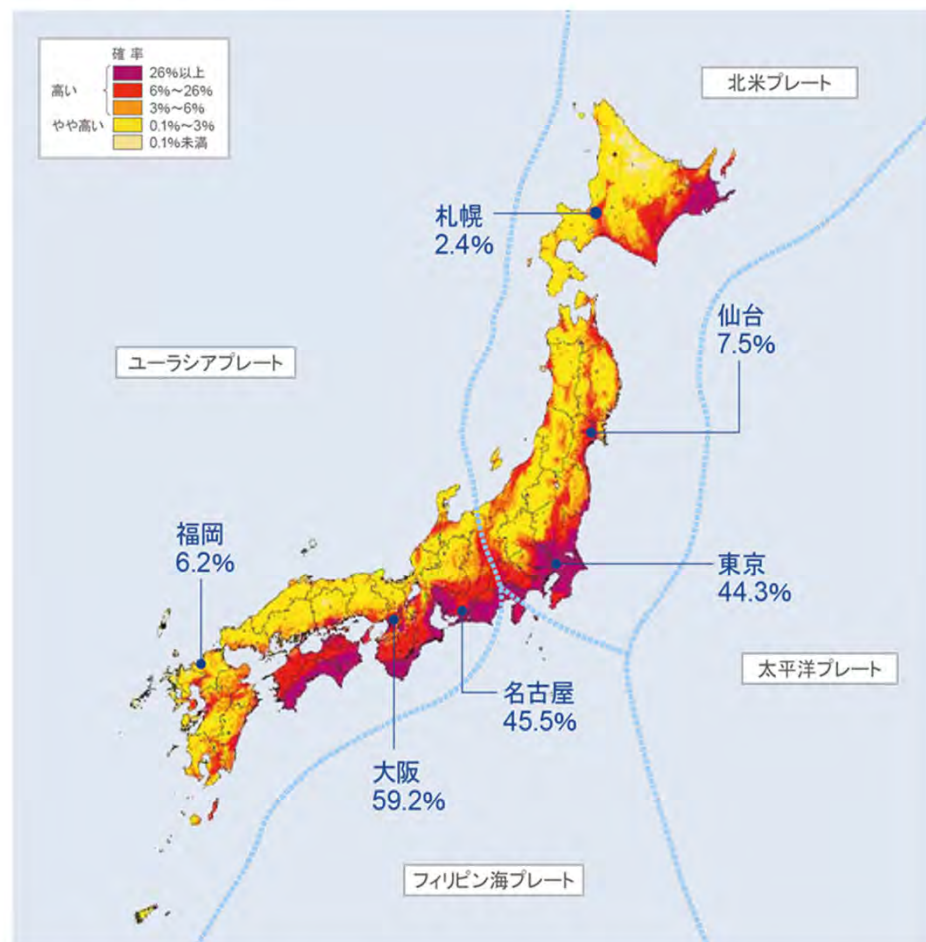 確率
高い
26%以上
6%～26%
3%～6%
やや高い
0.1%～3%
0.1%未満
北米プレート
札幌
2.4%
仙台
7.5%
ユーラシアプレート
福岡
6.2%
東京
44.3%
太平洋プレート
名古屋
45.5%
大阪
59.2%
フィリピン海プレート